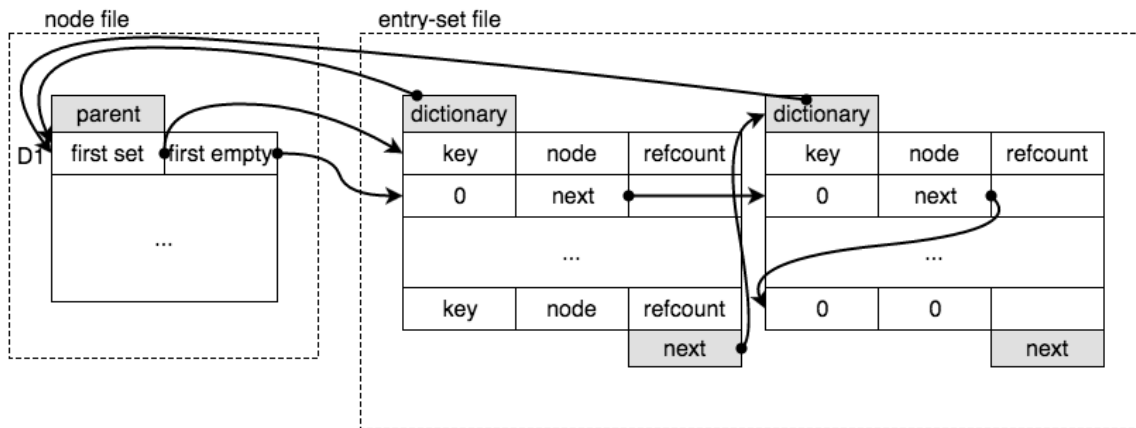 node file
entry-set file
parent
dictionary
dictionary
D1 first set first empty
key node refcount
key node refcount
0 next
0 next
...
...
...
key node refcount
0 0
next
next